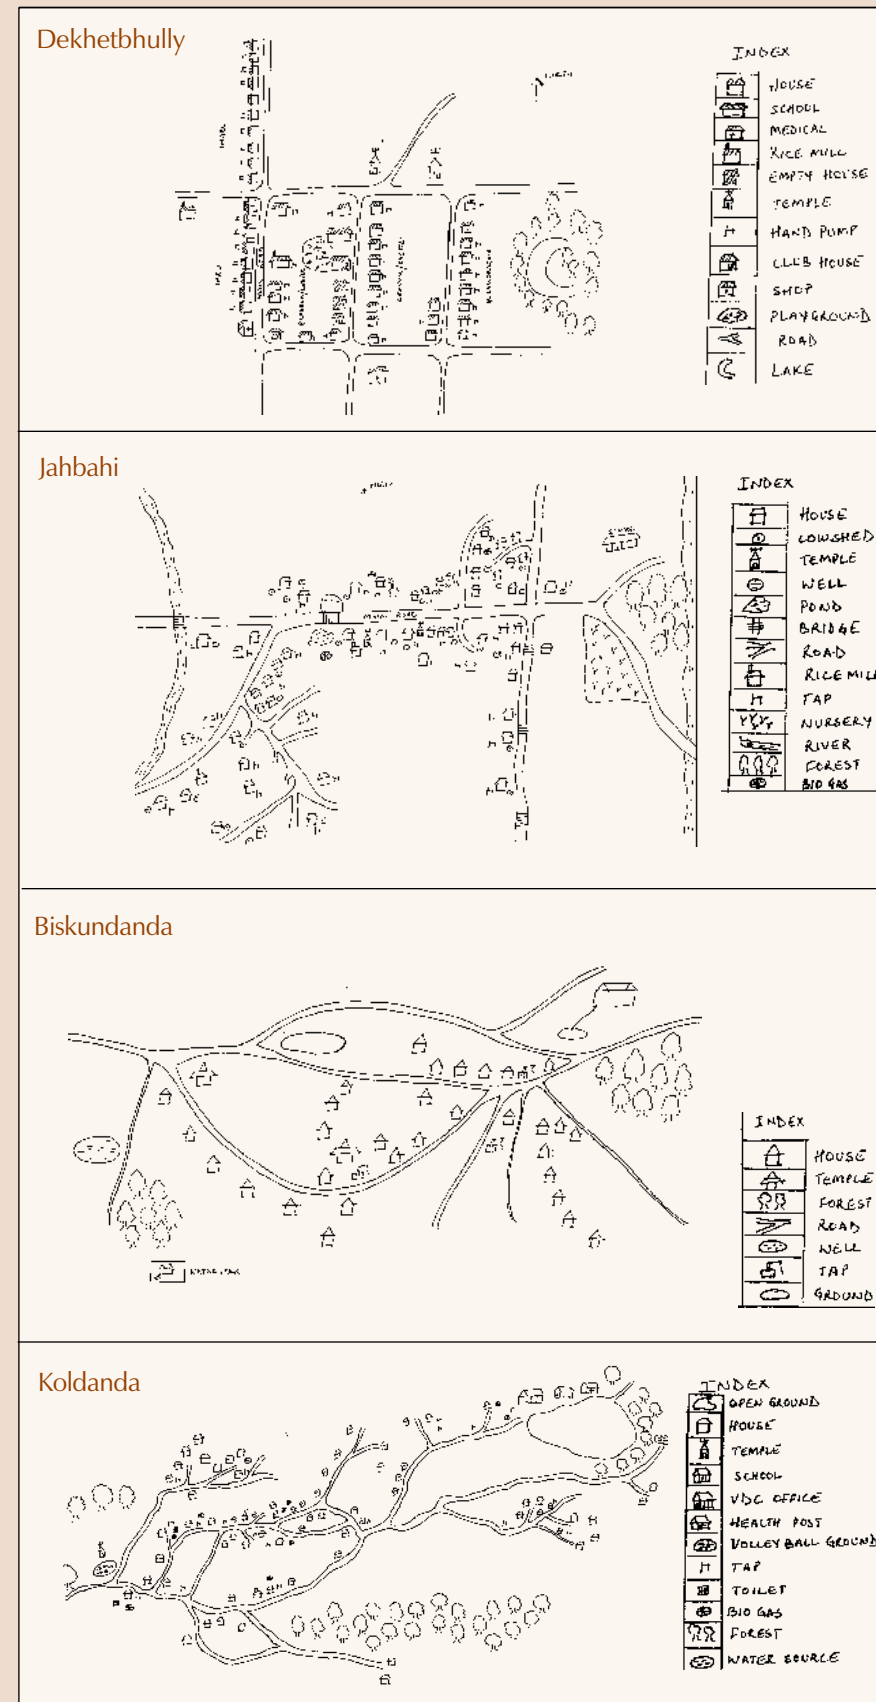 Dekhetbhully
INDEX
HOUSE
SCHOOL
MEDICAL
RICE MILL
EMPTY HOUSE
TEMPLE
HAND PUMP
CLUB HOUSE
SHOP
PLAYGROUND
ROAD
LAKE
Jahbahi
INDEX
HOUSE
COWSHED
TEMPLE
WELL
POND
BRIDGE
ROAD
RICE MILL
TAP
NURSERY
RIVER
FOREST
BIO GAS
Biskundanda
INDEX
HOUSE
TEMPLE
FOREST
ROAD
WELL
TAP
GROUND
Koldanda
INDEX
OPEN GROUND
HOUSE
TEMPLE
SCHOOL
VDC OFFICE
HEALTH POST
VOLLEY BALL GROUND
TAP
TOILET
BIO GAS
FOREST
WATER SOURCE